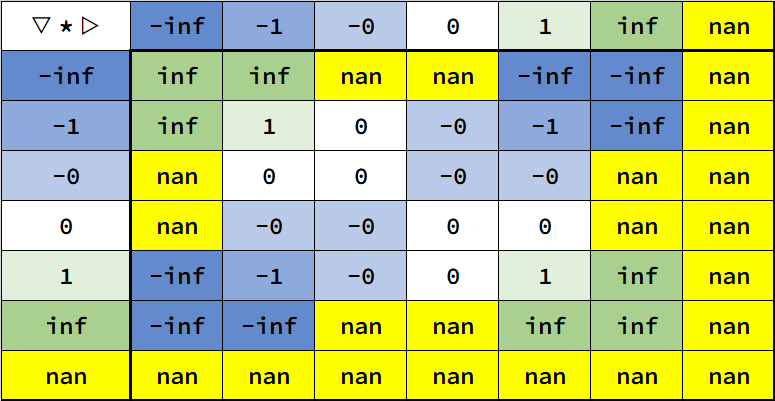 ▽ * ▷ -inf -1 -0 0 1 inf nan
-inf inf inf nan nan -inf -inf nan
-1 inf 1 0 -0 -1 -inf nan
-0 nan 0 0 -0 -0 nan nan
0 nan -0 -0 0 0 nan nan
1 -inf -1 -0 0 1 inf nan
inf -inf -inf nan nan inf inf nan
nan nan nan nan nan nan nan nan